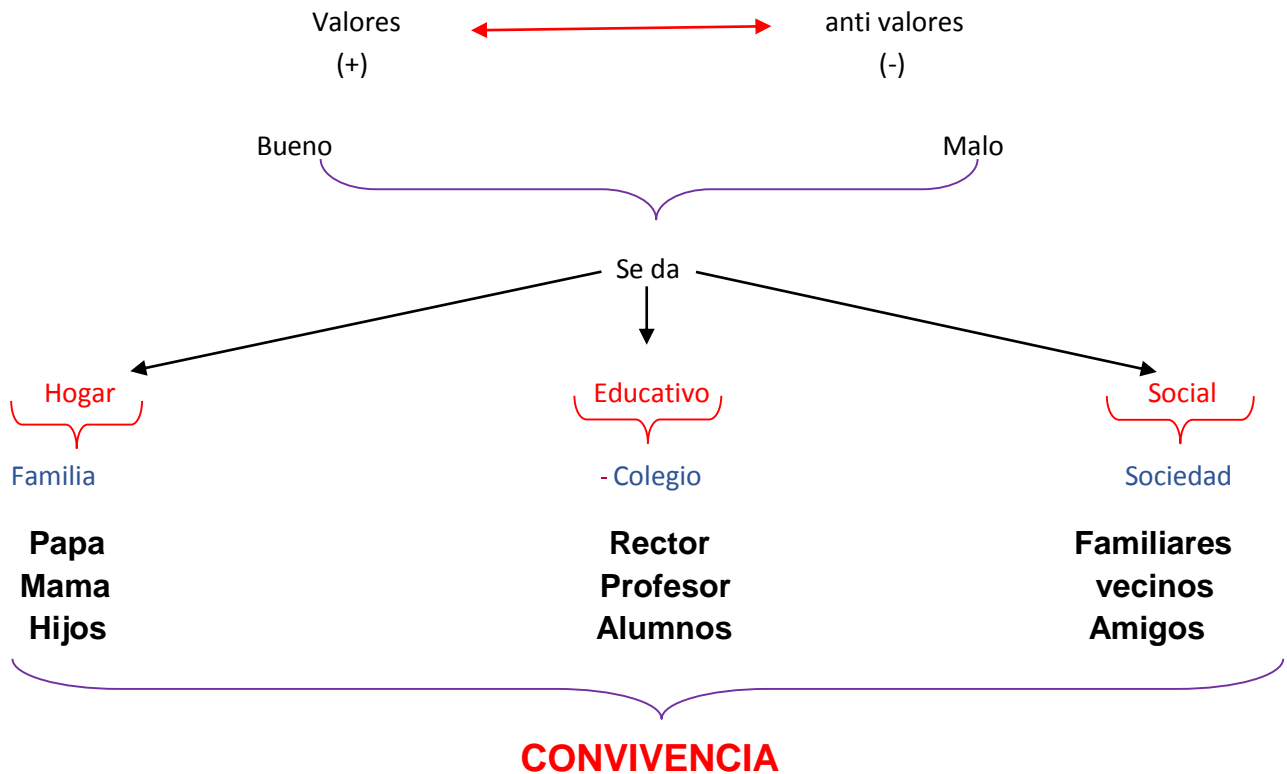 Valores anti valores
(+) (-)
Bueno Malo
Se da
Hogar Educativo Social
Familia - Colegio Sociedad
Papa Rector Familiares
Mama Profesor vecinos
Hijos Alumnos Amigos
CONVIVENCIA